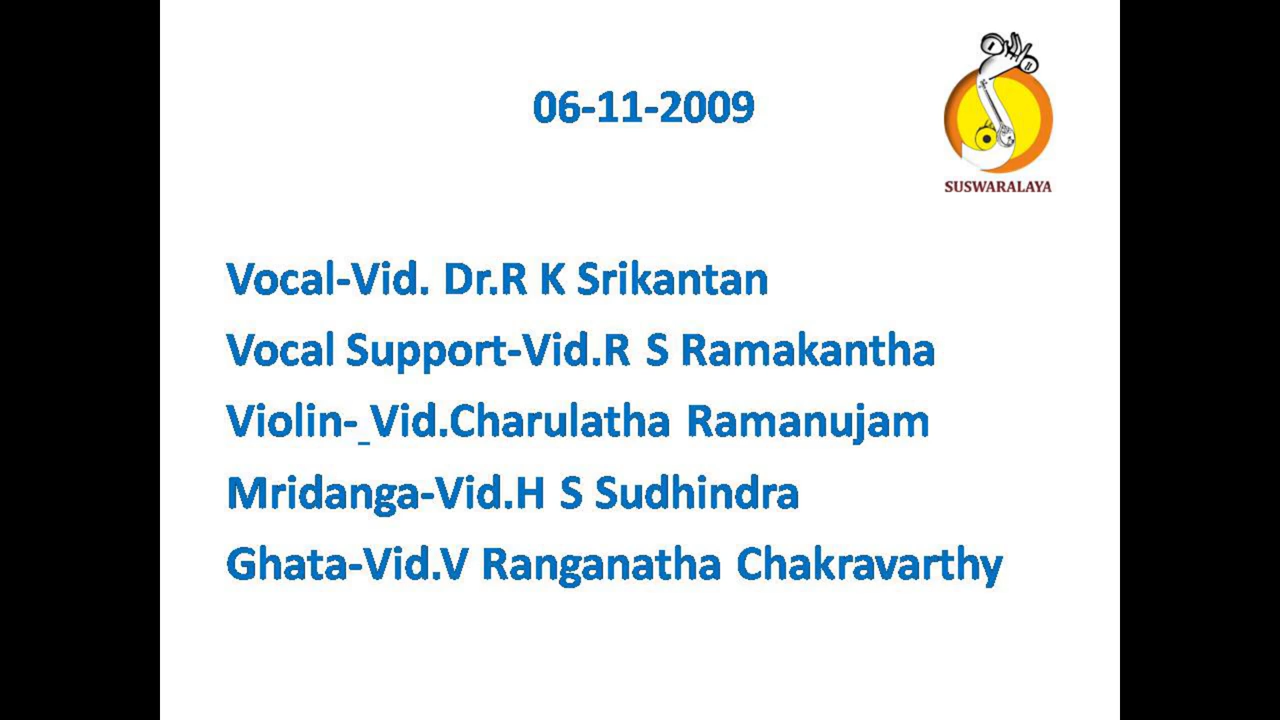 06-11-2009
SUSWARALAYA
Vocal-Vid. Dr.R K Srikantan
Vocal Support-Vid.R S Ramakantha
Violin-_Vid.Charulatha Ramanujam
Mridanga-Vid.H S Sudhindra
Ghata-Vid.V Ranganatha Chakravarthy